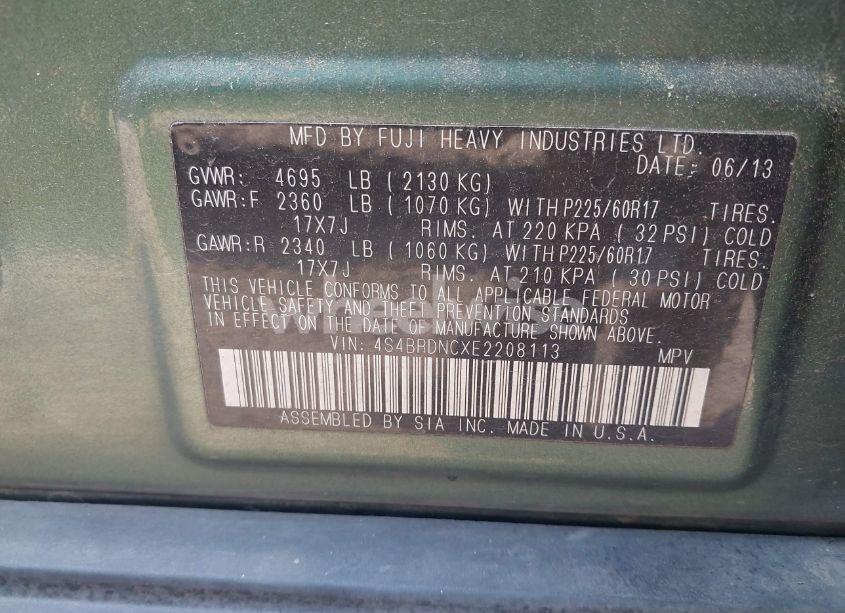 MFD BY FUJI HEAVY INDUSTRIES LTD.
DATE: 06/13
GVWR: 4695 LB (2130 KG)
GAWR:F 2360 LB (1070 KG) WITH P225/60R17 TIRES.
17X7J RIMS. AT 220 KPA (32 PSI) COLD
GAWR:R 2340 LB (1060 KG) WITH P225/60R17 TIRES.
17X7J RIMS. AT 210 KPA (30 PSI) COLD
THIS VEHICLE CONFORMS TO ALL APPLICABLE FEDERAL MOTOR
VEHICLE SAFETY AND THEFT PREVENTION STANDARDS
IN EFFECT ON THE DATE OF MANUFACTURE SHOWN ABOVE.
VIN: 4S4BRDNCXE2208113 MPV
ASSEMBLED BY SIA INC. MADE IN U.S.A.